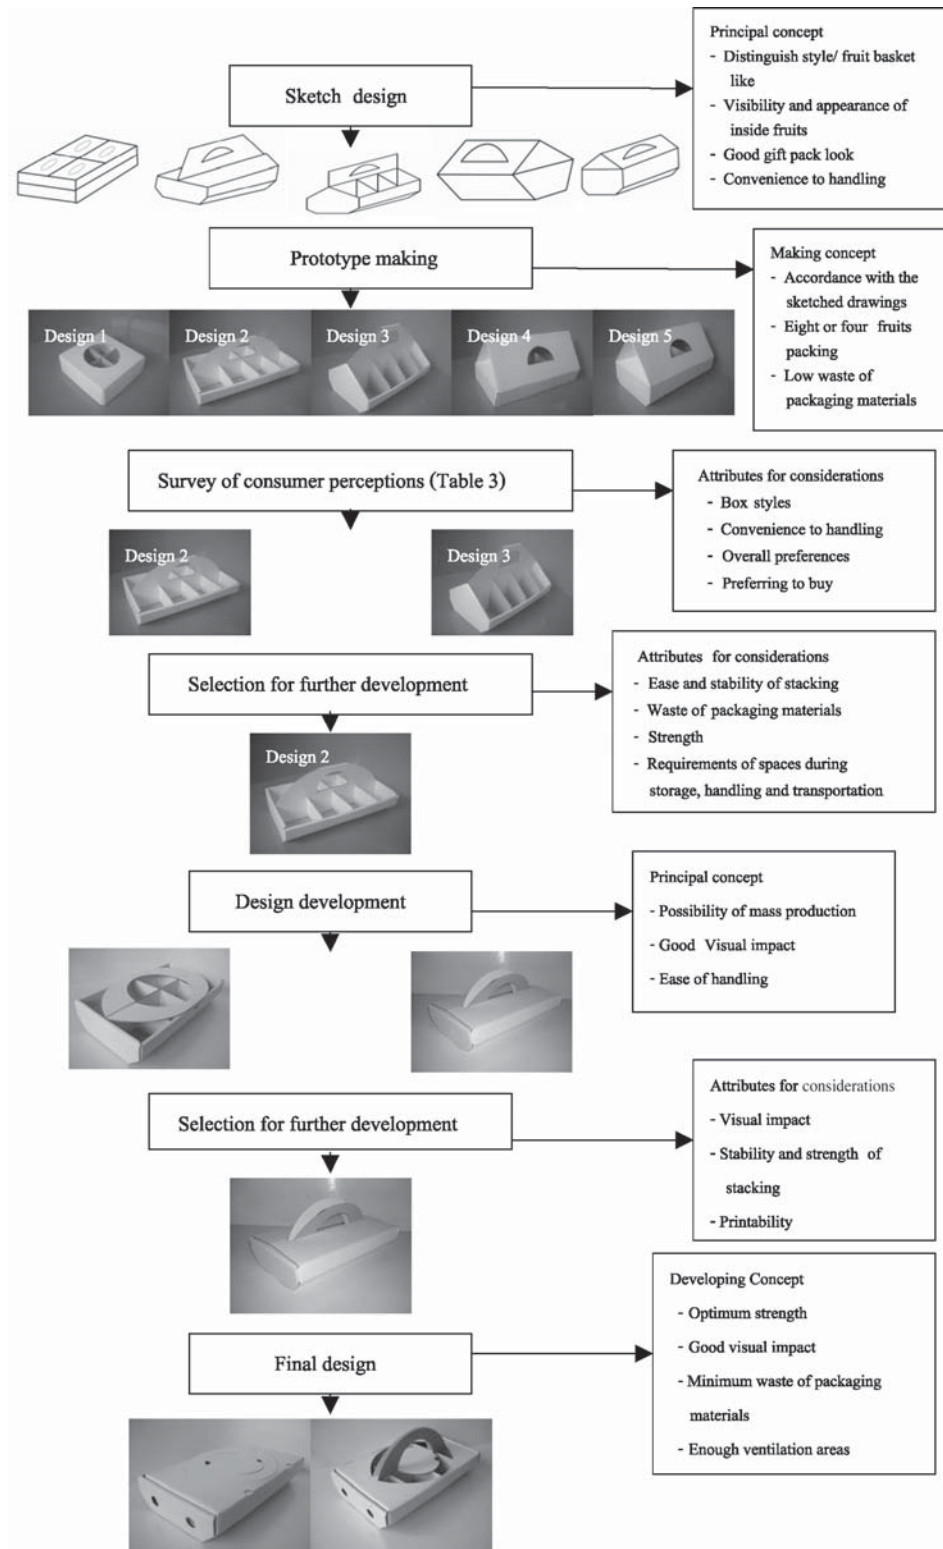 Principal concept
- Distinguish style/ fruit basket
like
- Visibility and appearance of
inside fruits
- Good gift pack look
- Convenience to handling
Sketch design
Prototype making
Making concept
- Accordance with the
sketched drawings
- Eight or four fruits
packing
- Low waste of
packaging materials
Design 1
Design 2
Design 3
Design 4
Design 5
Survey of consumer perceptions (Table 3)
Attributes for considerations
- Box styles
- Convenience to handling
- Overall preferences
- Preferring to buy
Design 2
Design 3
Selection for further development
Attributes for considerations
- Ease and stability of stacking
- Waste of packaging materials
- Strength
- Requirements of spaces during
storage, handling and transportation
Design 2
Design development
Principal concept
- Possibility of mass production
- Good Visual impact
- Ease of handling
Selection for further development
Attributes for considerations
- Visual impact
- Stability and strength of
stacking
- Printability
Final design
Developing Concept
- Optimum strength
- Good visual impact
- Minimum waste of packaging
materials
- Enough ventilation areas